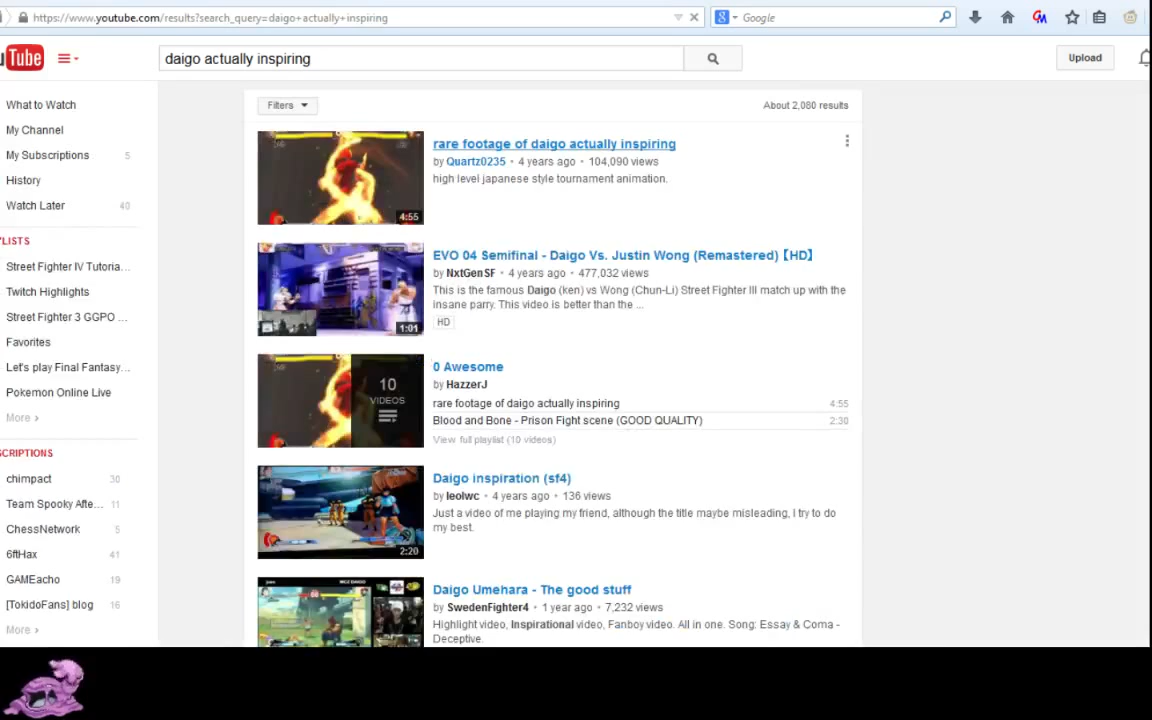 https://www.youtube.com/results?search_query=daigo+actually+inspiring
Google
Tube
daigo actually inspiring
Upload
What to Watch
My Channel
My Subscriptions 5
History
Watch Later 40
LISTS
Street Fighter IV Tutoria...
Twitch Highlights
Street Fighter 3 GGPO ...
Favorites
Let's play Final Fantasy...
Pokemon Online Live
More ›
SCRIPTIONS
chimpact 30
Team Spooky Afte... 11
ChessNetwork 5
6ftHax 41
GAMEacho 19
[TokidoFans] blog 16
More ›
Filters
About 2,080 results
rare footage of daigo actually inspiring
by Quartz0235 • 4 years ago • 104,090 views
high level japanese style tournament animation.
4:55
EVO 04 Semifinal - Daigo Vs. Justin Wong (Remastered)【HD】
by NxtGenSF • 4 years ago • 477,032 views
This is the famous Daigo (ken) vs Wong (Chun-Li) Street Fighter III match up with the
insane parry. This video is better than the ...
HD
1:01
0 Awesome
by HazzerJ
rare footage of daigo actually inspiring 4:55
Blood and Bone - Prison Fight scene (GOOD QUALITY) 2:30
View full playlist (10 videos)
10
VIDEOS
Daigo inspiration (sf4)
by leolwc • 4 years ago • 136 views
Just a video of me playing my friend, although the title maybe misleading, I try to do
my best.
2:20
Daigo Umehara - The good stuff
by SwedenFighter4 • 1 year ago • 7,232 views
Highlight video, Inspirational video, Fanboy video. All in one. Song: Essay & Coma -
Deceptive.